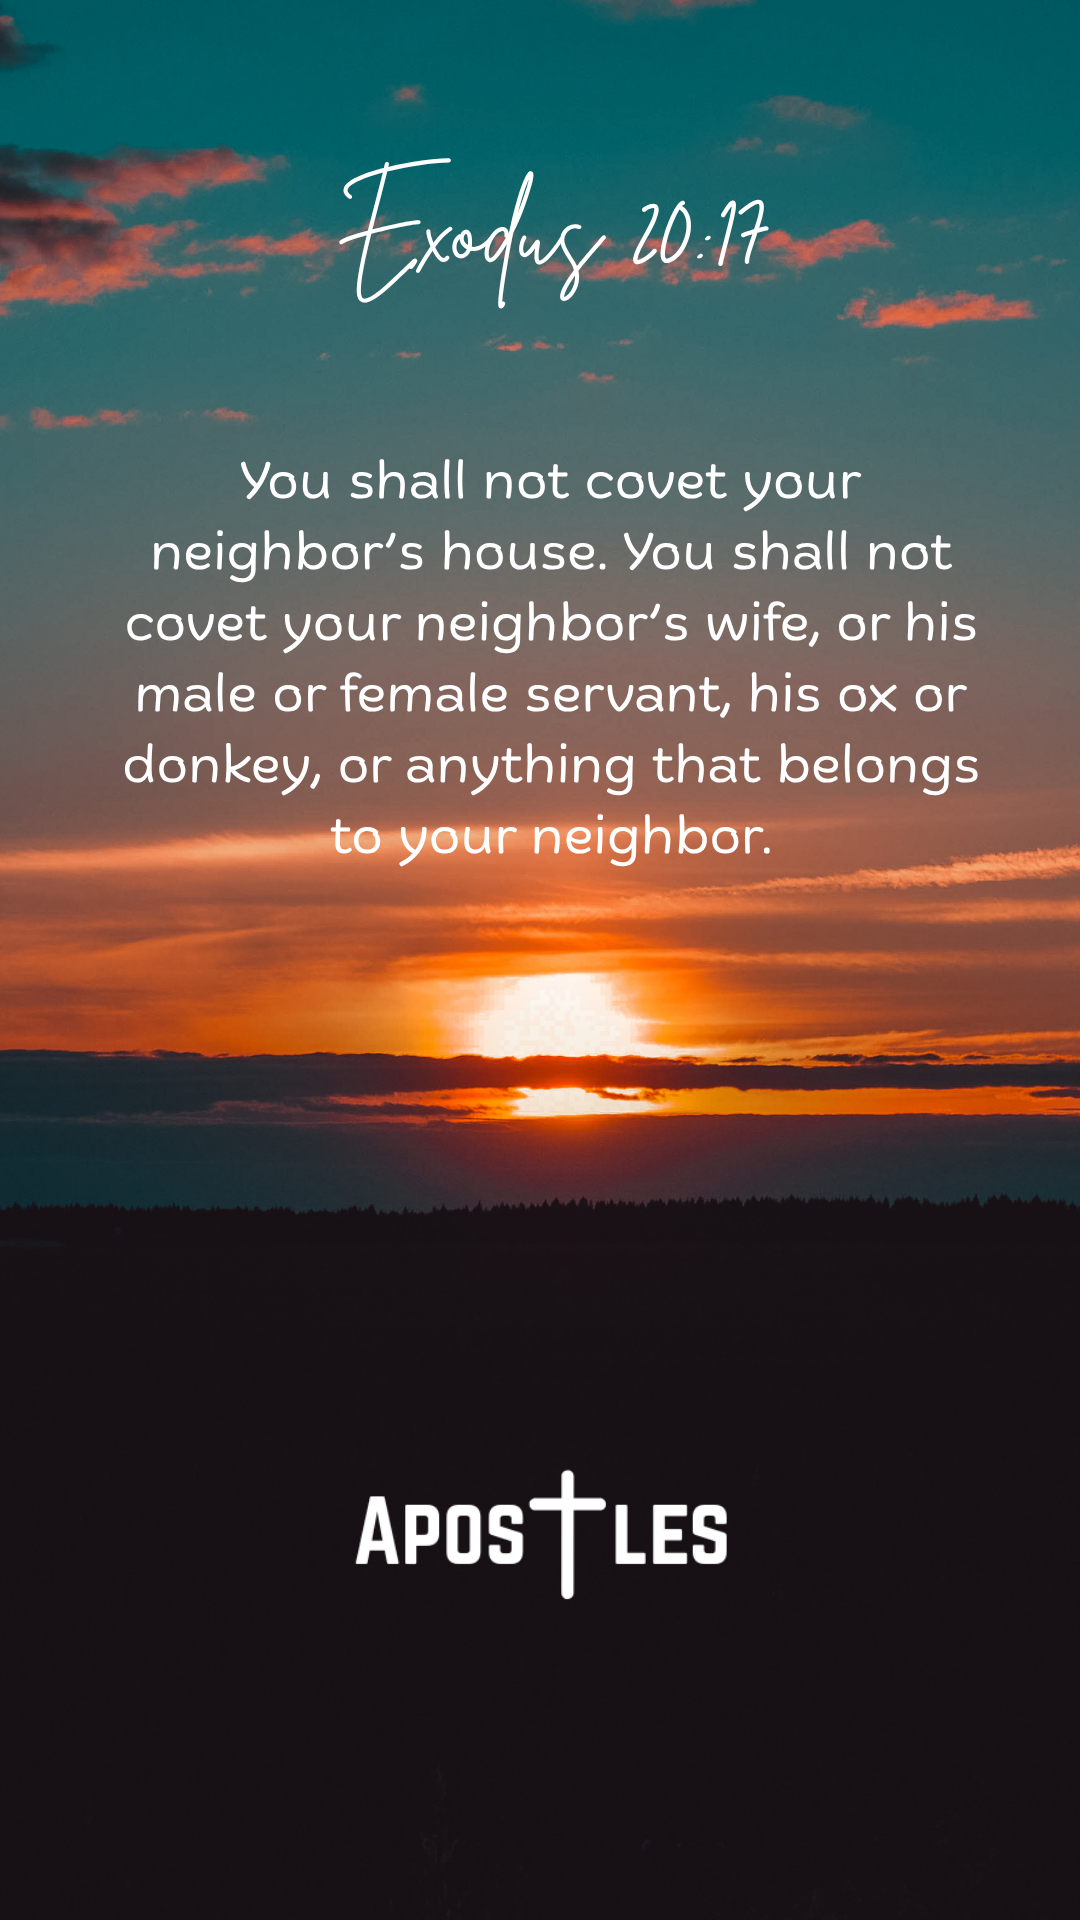 Exodus 20:17
You shall not covet your
neighbor's house. You shall not
covet your neighbor's wife, or his
male or female servant, his ox or
donkey, or anything that belongs
to your neighbor.
APOSTLES